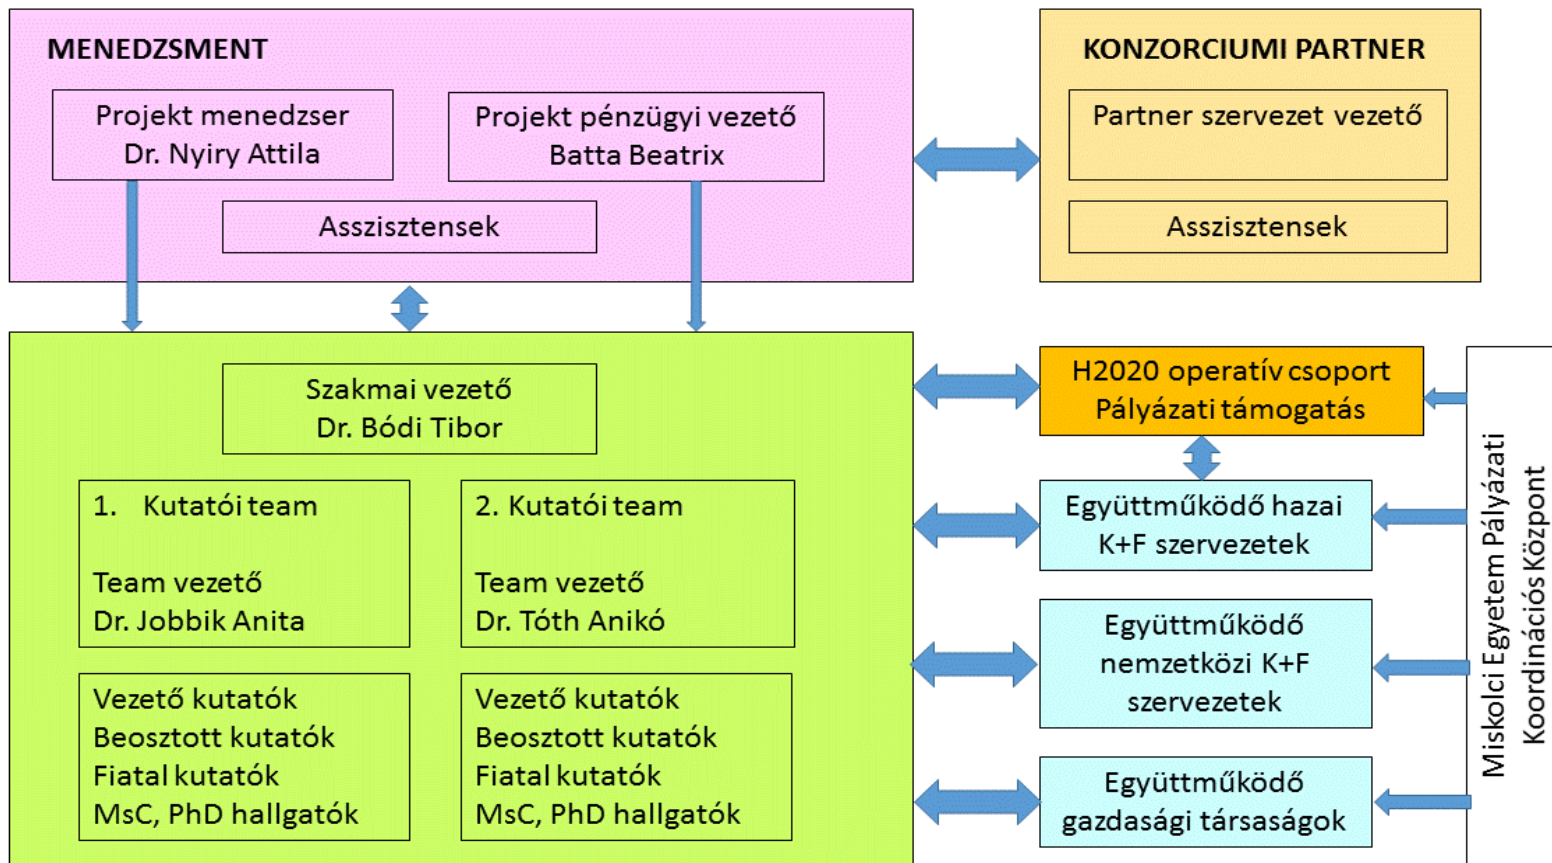 MENEDZSMENT
Projekt menedzser
Dr. Nyiry Attila
Projekt pénzügyi vezető
Batta Beatrix
Asszisztensek
KONZORCIUMI PARTNER
Partner szervezet vezető
Asszisztensek
Szakmai vezető
Dr. Bódi Tibor
1. Kutatói team
Team vezető
Dr. Jobbik Anita
2. Kutatói team
Team vezető
Dr. Tóth Anikó
Vezető kutatók
Beosztott kutatók
Fiatal kutatók
MsC, PhD hallgatók
Vezető kutatók
Beosztott kutatók
Fiatal kutatók
MsC, PhD hallgatók
H2020 operatív csoport
Pályázati támogatás
Együttműködő hazai
K+F szervezetek
Együttműködő
nemzetközi K+F
szervezetek
Együttműködő
gazdasági társaságok
Miskolci Egyetem Pályázati
Koordinációs Központ